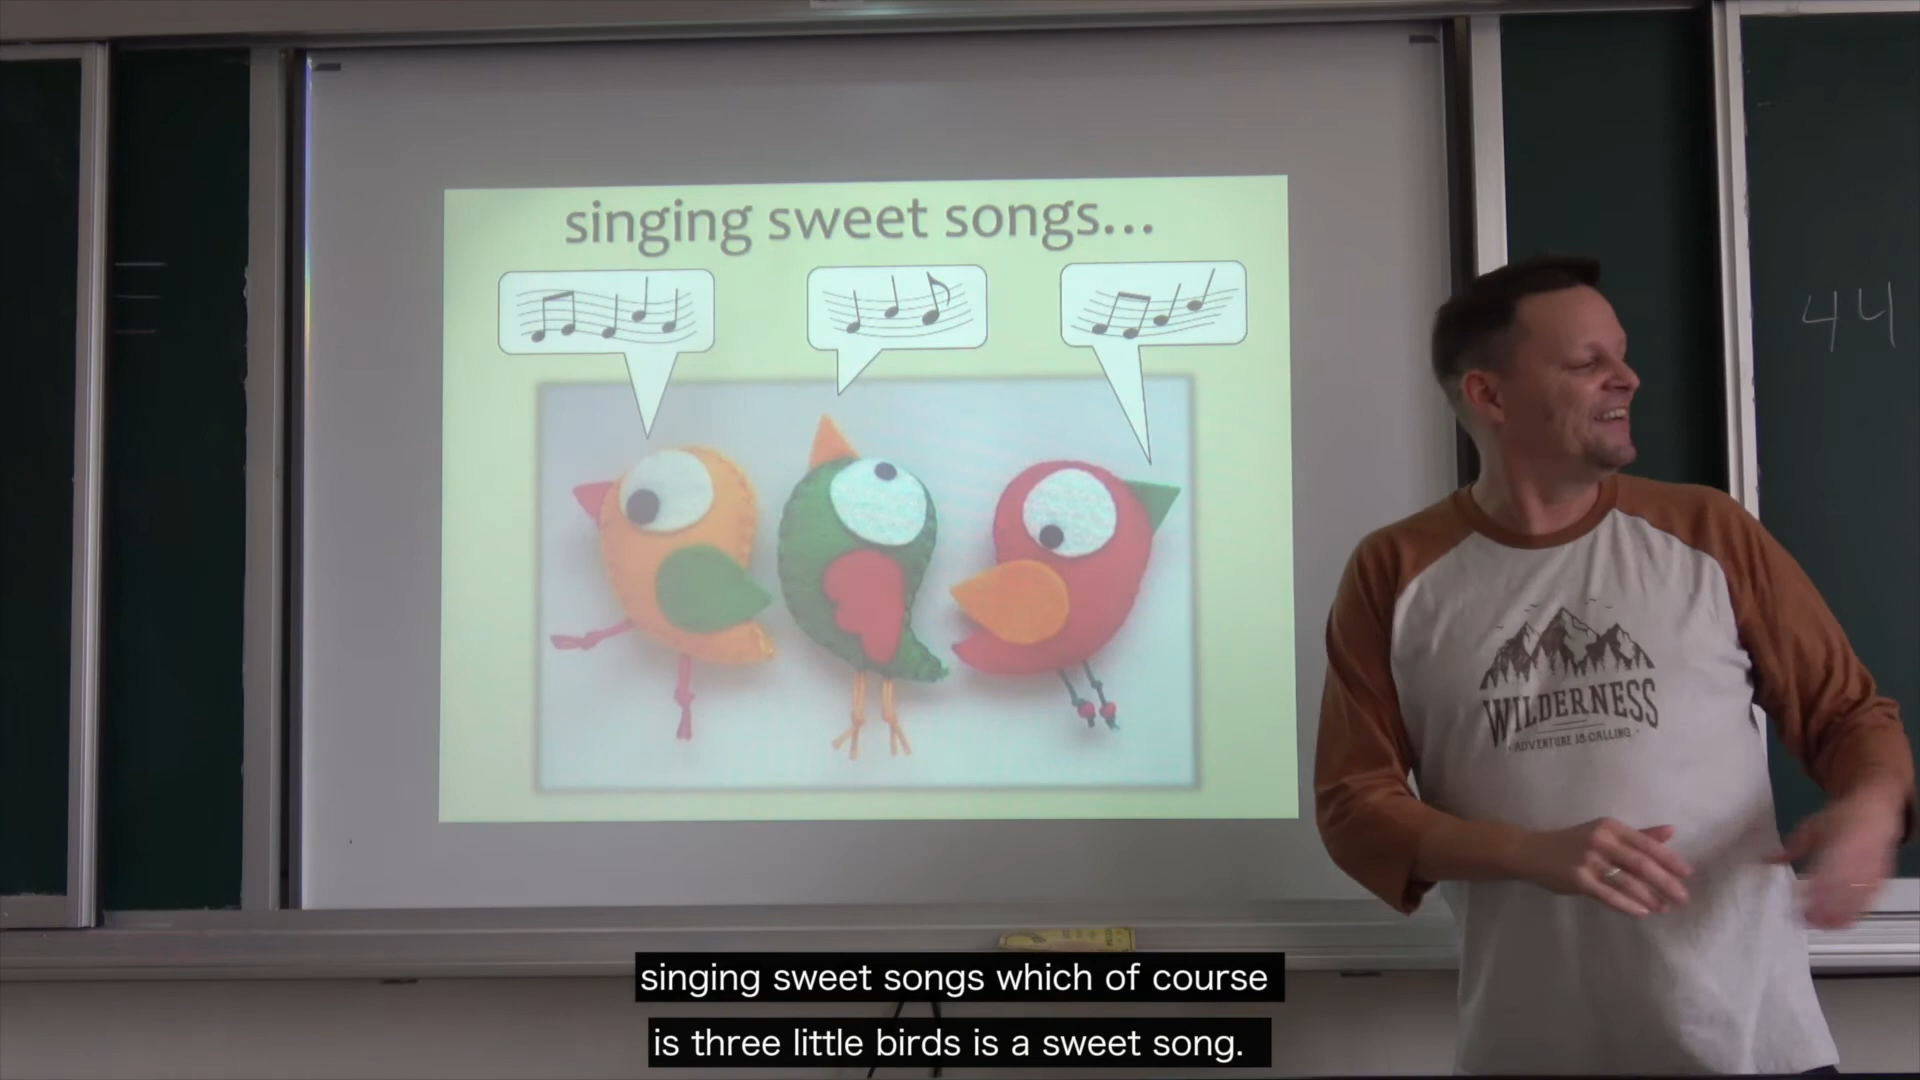 singing sweet songs...
44
WILDERNESS
• ADVENTURE IS CALLING •
singing sweet songs which of course
is three little birds is a sweet song.